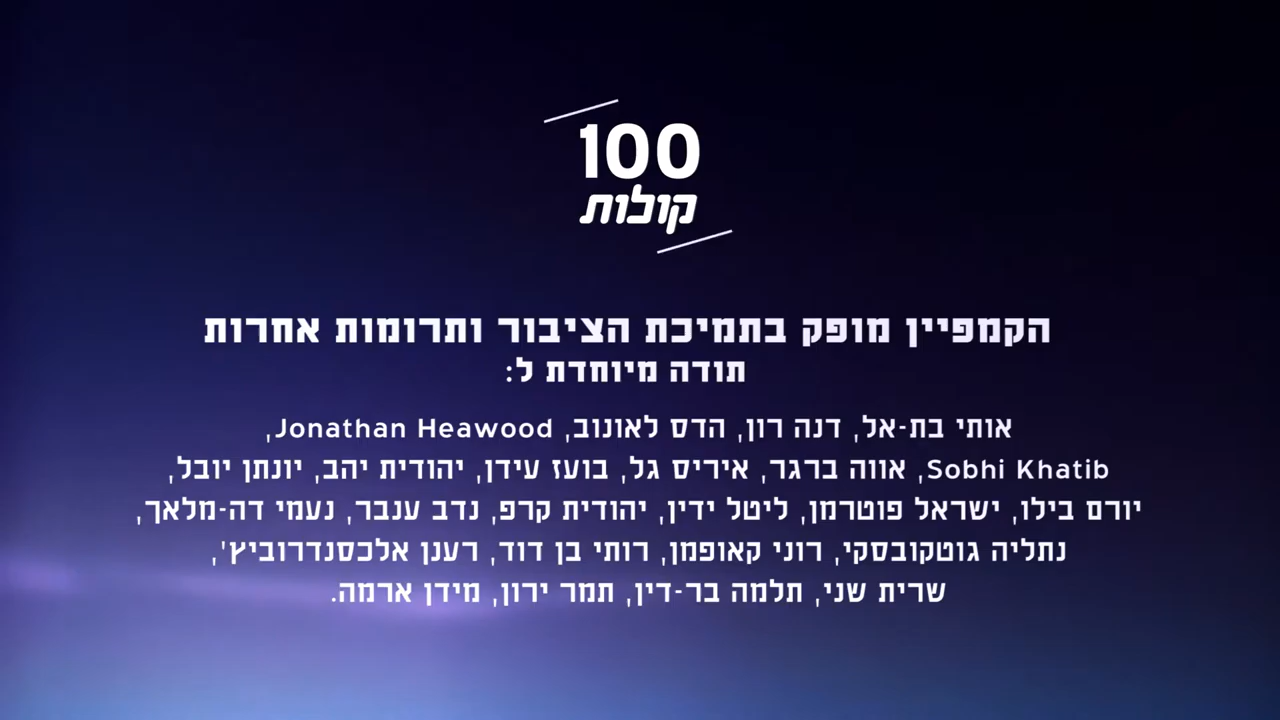 100
קולות
הקמפיין מופק בתמיכת הציבור ותרומות אחרות
תודה מיוחדת ל:
אותי בת-אל, דנה רון, הדס לאונוב, Jonathan Heawood,
Sobhi Khatib, אווה ברגר, איריס גל, בועז עידן, יהודית יהב, יונתן יובל,
יורם בילו, ישראל פוטרמן, ליטל ידין, יהודית קרפ, נדב ענבר, נעמי דה-מלאך,
נתליה גוטקובסקי, רוני קאופמן, רותי בן דוד, רענן אלכסנדרוביץ',
שרית שני, תלמה בר-דין, תמר ירון, מידן ארמה.